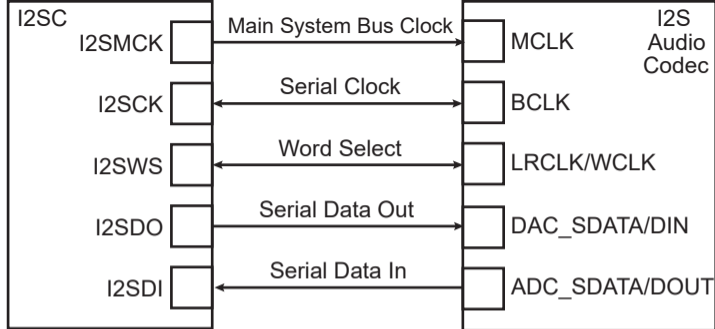 I2SC
I2SMCK
Main System Bus Clock
MCLK
I2S
Audio
Codec
I2SCK
Serial Clock
BCLK
I2SWS
Word Select
LRCLK/WCLK
I2SDO
Serial Data Out
DAC_SDATA/DIN
I2SDI
Serial Data In
ADC_SDATA/DOUT